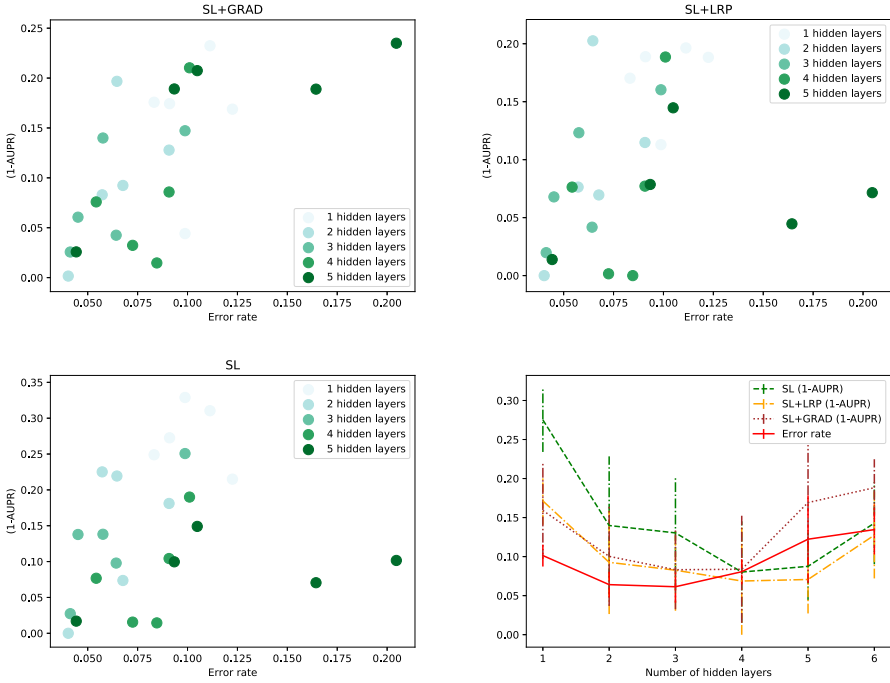 SL+GRAD
0.25
0.20
0.15
0.10
0.05
0.00
(1-AUPR)
1 hidden layers
2 hidden layers
3 hidden layers
4 hidden layers
5 hidden layers
0.050 0.075 0.100 0.125 0.150 0.175 0.200
Error rate
SL+LRP
0.20
0.15
0.10
0.05
0.00
(1-AUPR)
1 hidden layers
2 hidden layers
3 hidden layers
4 hidden layers
5 hidden layers
0.050 0.075 0.100 0.125 0.150 0.175 0.200
Error rate
SL
0.35
0.30
0.25
0.20
0.15
0.10
0.05
0.00
(1-AUPR)
1 hidden layers
2 hidden layers
3 hidden layers
4 hidden layers
5 hidden layers
0.050 0.075 0.100 0.125 0.150 0.175 0.200
Error rate
0.30
0.25
0.20
0.15
0.10
0.05
0.00
SL (1-AUPR)
SL+LRP (1-AUPR)
SL+GRAD (1-AUPR)
Error rate
1 2 3 4 5 6
Number of hidden layers